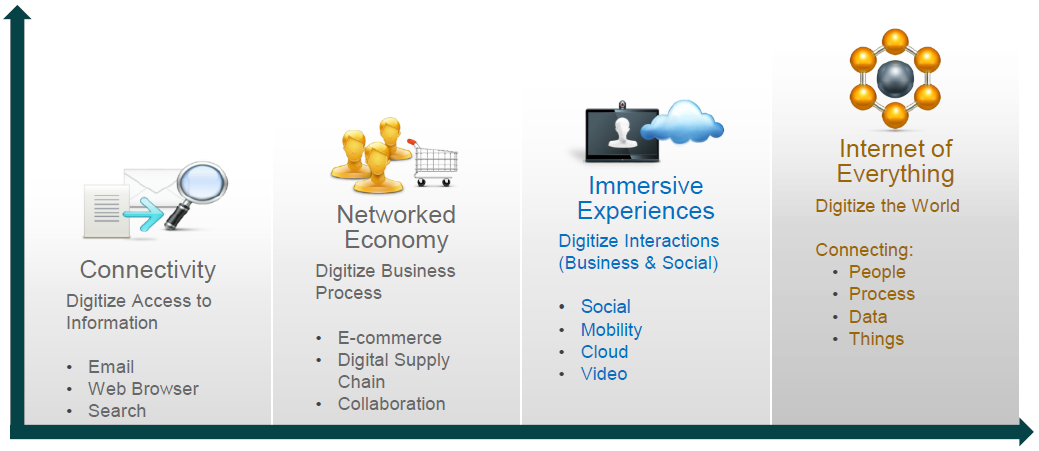 Connectivity
Digitize Access to
Information
• Email
• Web Browser
• Search
Networked
Economy
Digitize Business
Process
• E-commerce
• Digital Supply
Chain
• Collaboration
Immersive
Experiences
Digitize Interactions
(Business & Social)
• Social
• Mobility
• Cloud
• Video
Internet of
Everything
Digitize the World
Connecting:
• People
• Process
• Data
• Things